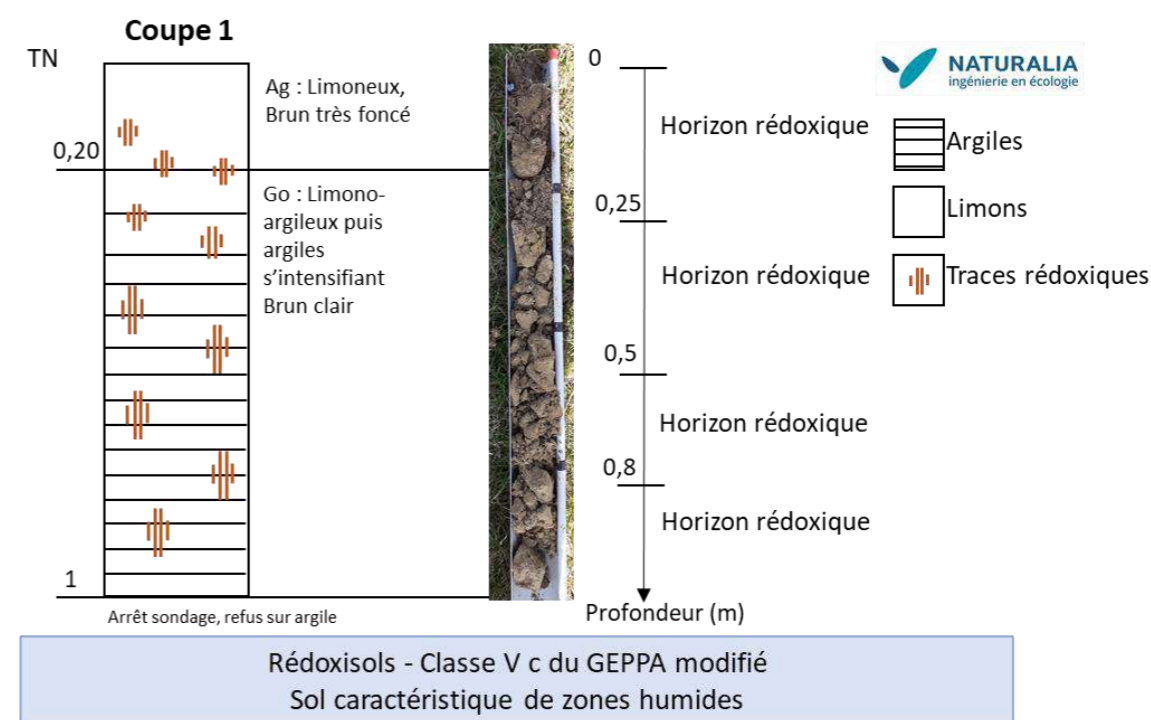 Coupe 1
TN
Ag : Limoneux,
Brun très foncé
0,20
Go : Limono-
argileux puis
argiles
s'intensifiant
Brun clair
1
Arrêt sondage, refus sur argile
0
Horizon rédoxique
0,25
Horizon rédoxique
0,5
Horizon rédoxique
0,8
Horizon rédoxique
Profondeur (m)
NATURALIA
ingénierie en écologie
Argiles
Limons
Traces rédoxiques
Rédoxisols - Classe V c du GEPPA modifié
Sol caractéristique de zones humides